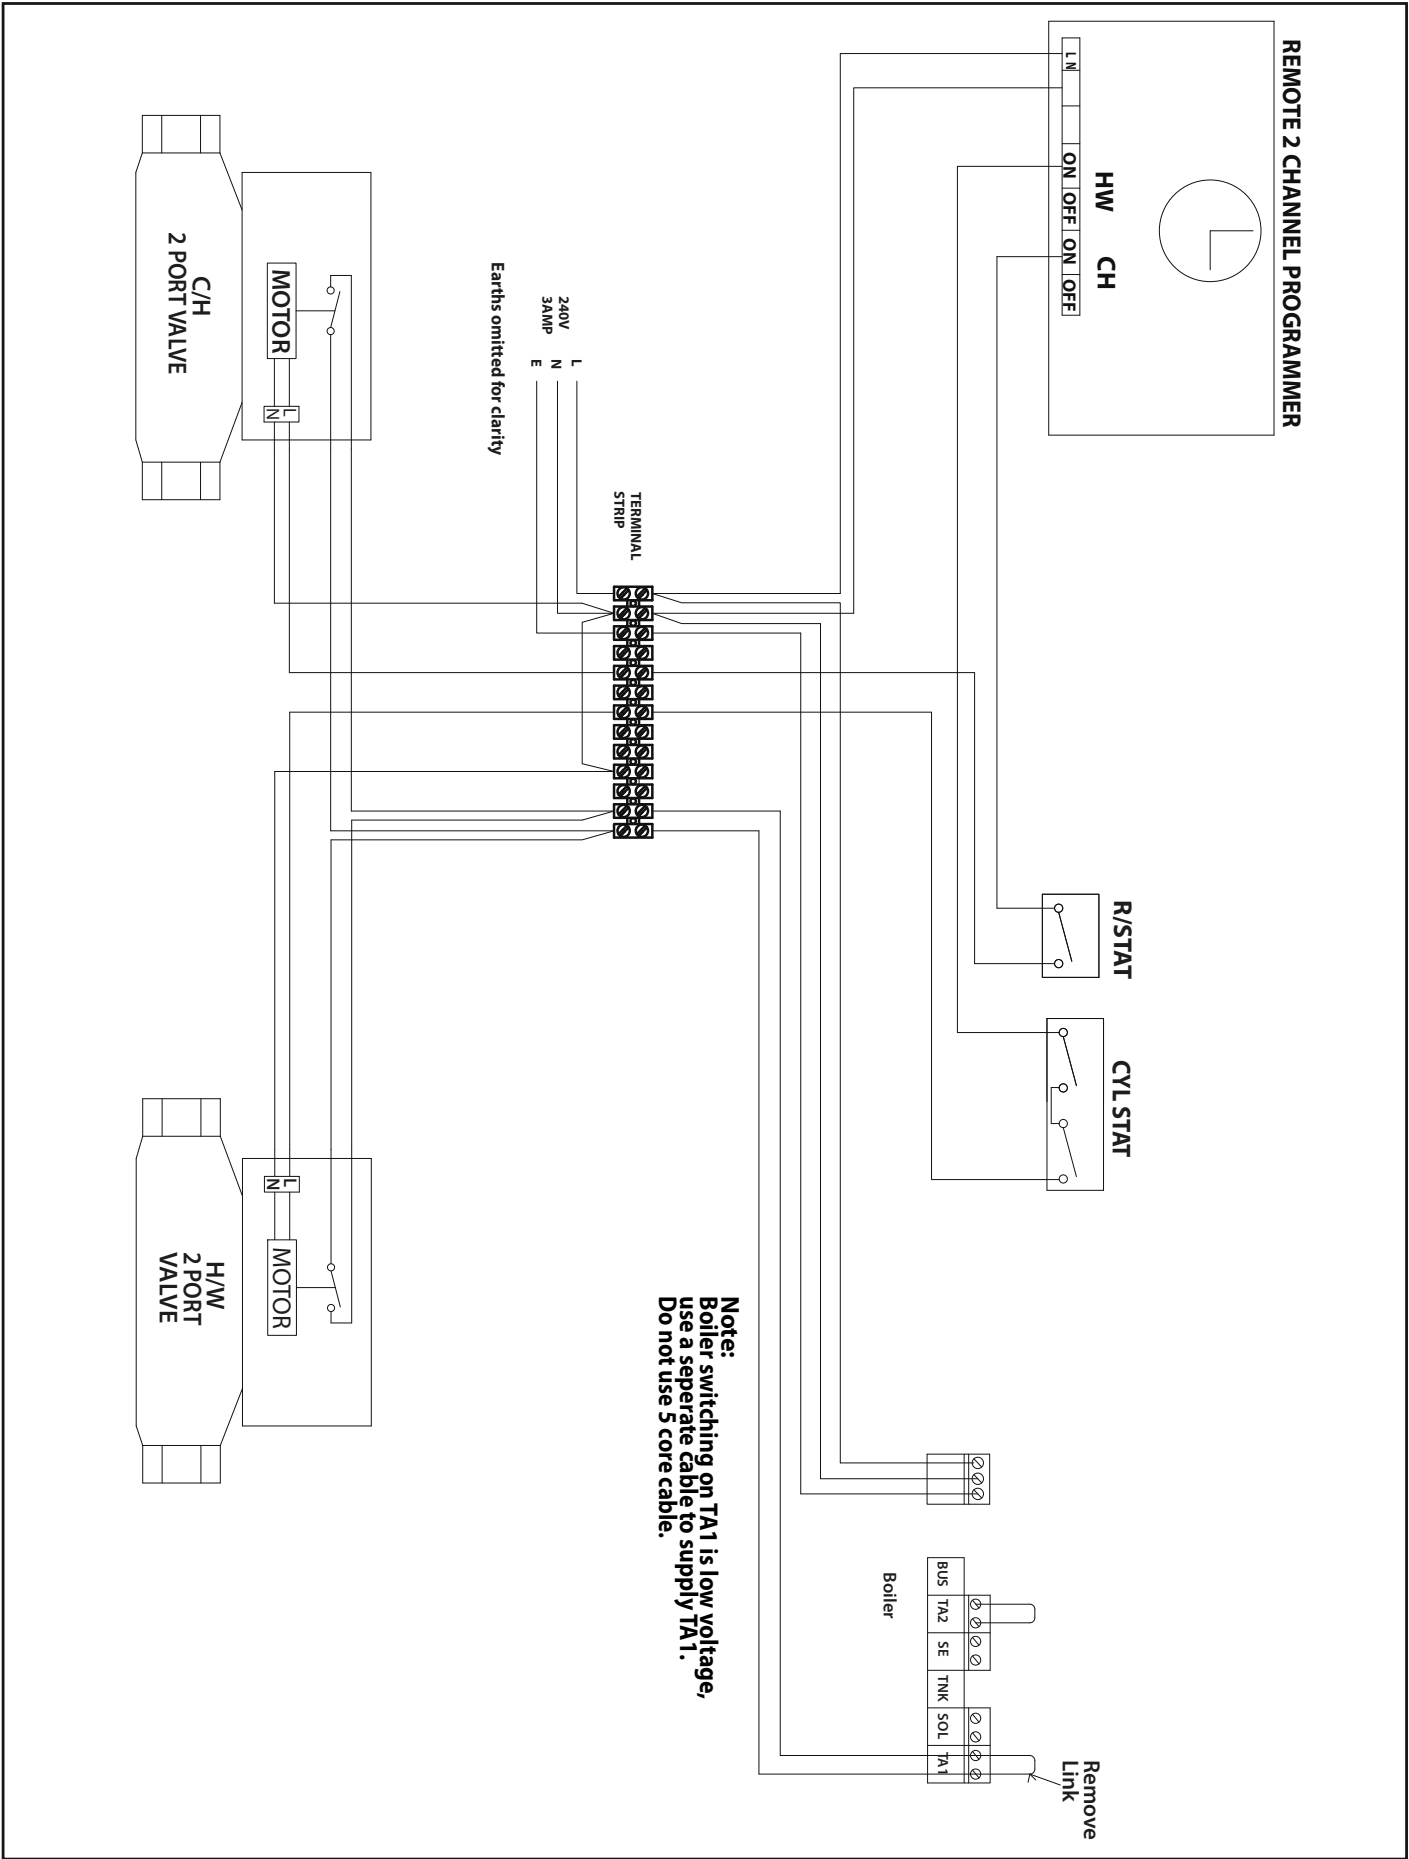 REMOTE 2 CHANNEL PROGRAMMER
L N
HW
CH
ON
OFF
ON
OFF
R/STAT
CYL STAT
Remove
Link
BUS
TA2
SE
TNK
SOL
TA1
Boiler
TERMINAL
STRIP
240V
3AMP
L
N
E
Earths omitted for clarity
Note:
Boiler switching on TA1 is low voltage,
use a seperate cable to supply TA1.
Do not use 5 core cable.
MOTOR
L
N
C/H
2 PORT VALVE
L
N
MOTOR
H/W
2 PORT
VALVE